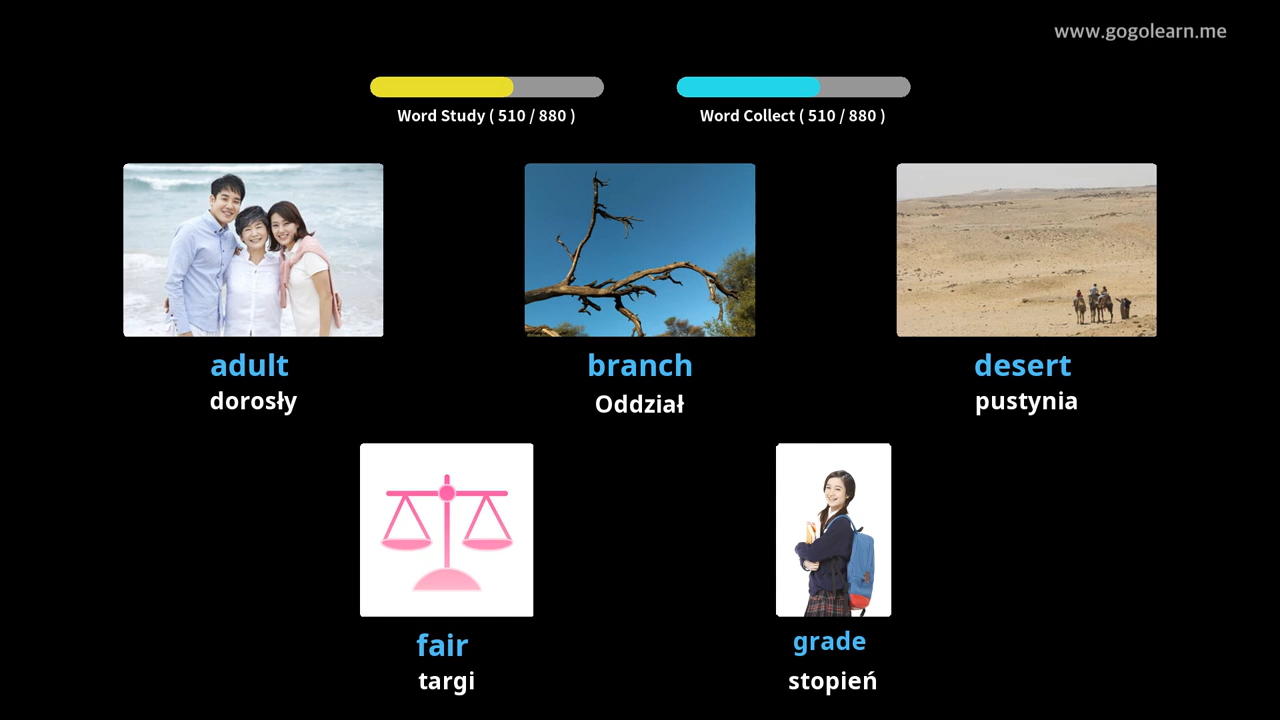 www.gogolearn.me
Word Study ( 510 / 880 )
Word Collect ( 510 / 880 )
adult
dorosły
branch
Oddział
desert
pustynia
fair
targi
grade
stopień